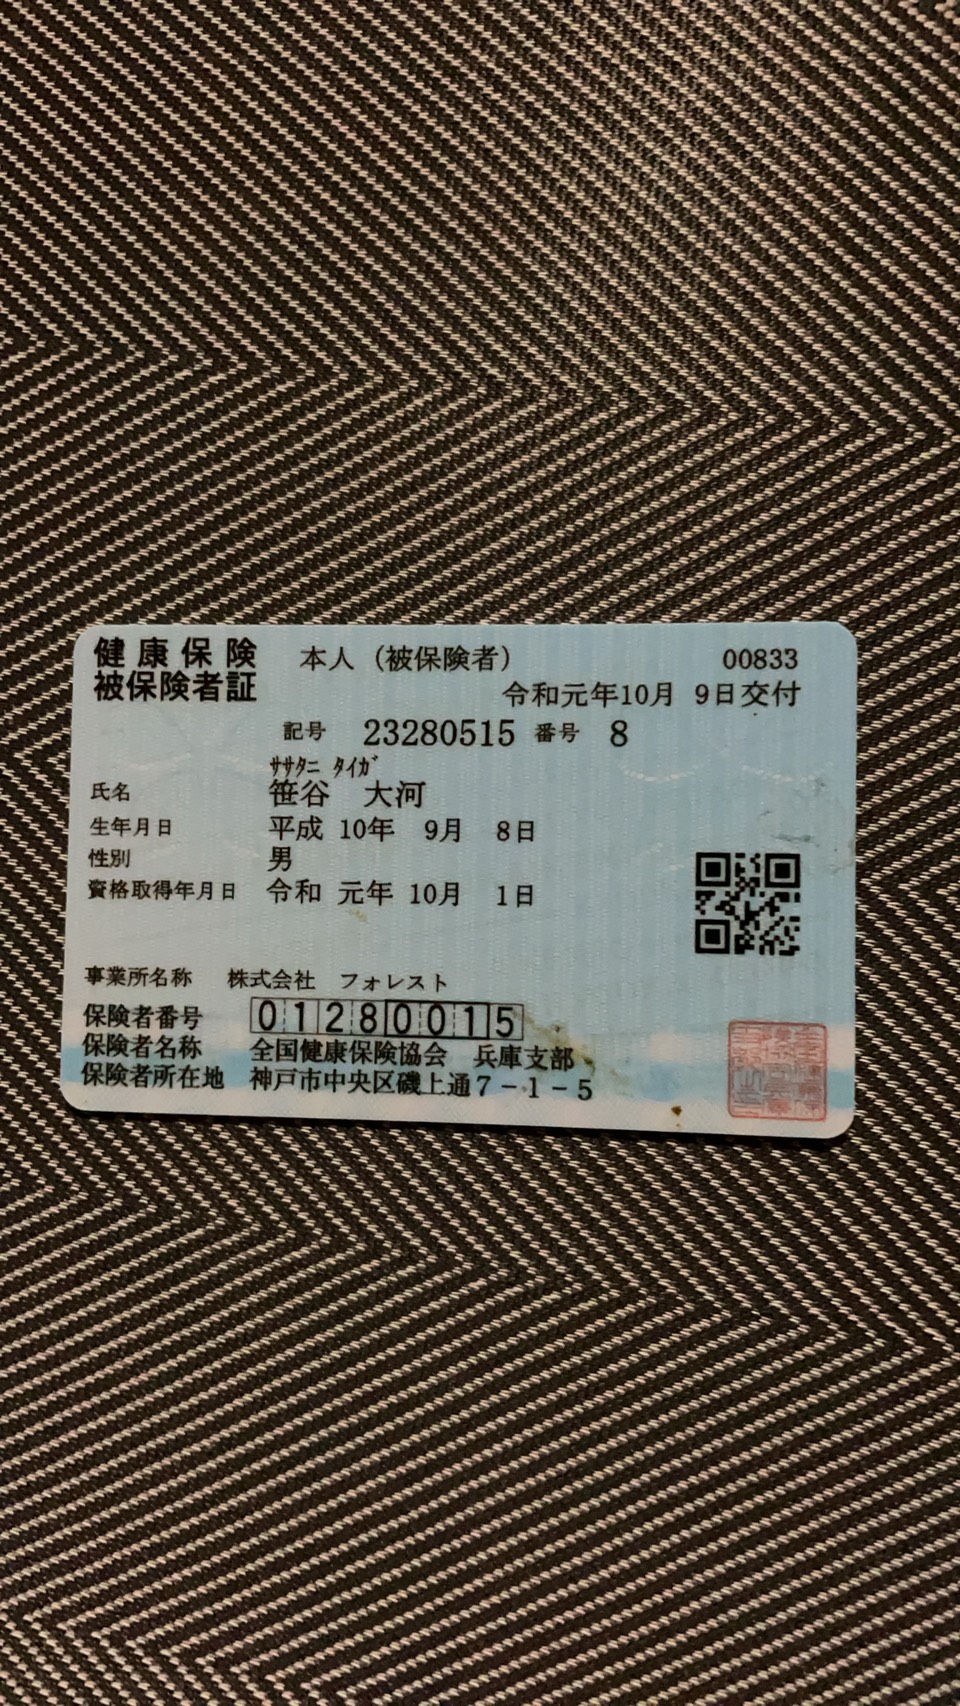 健康保険 本人（被保険者） 00833
被保険者証 令和元年10月 9日交付
記号 23280515 番号 8
ササタニ タイガ
氏名 笹谷 大河
生年月日 平成 10年 9月 8日
性別 男
資格取得年月日 令和 元年 10月 1日
事業所名称 株式会社 フォレスト
保険者番号 01280015
保険者名称 全国健康保険協会 兵庫支部
保険者所在地 神戸市中央区磯上通7-1-5